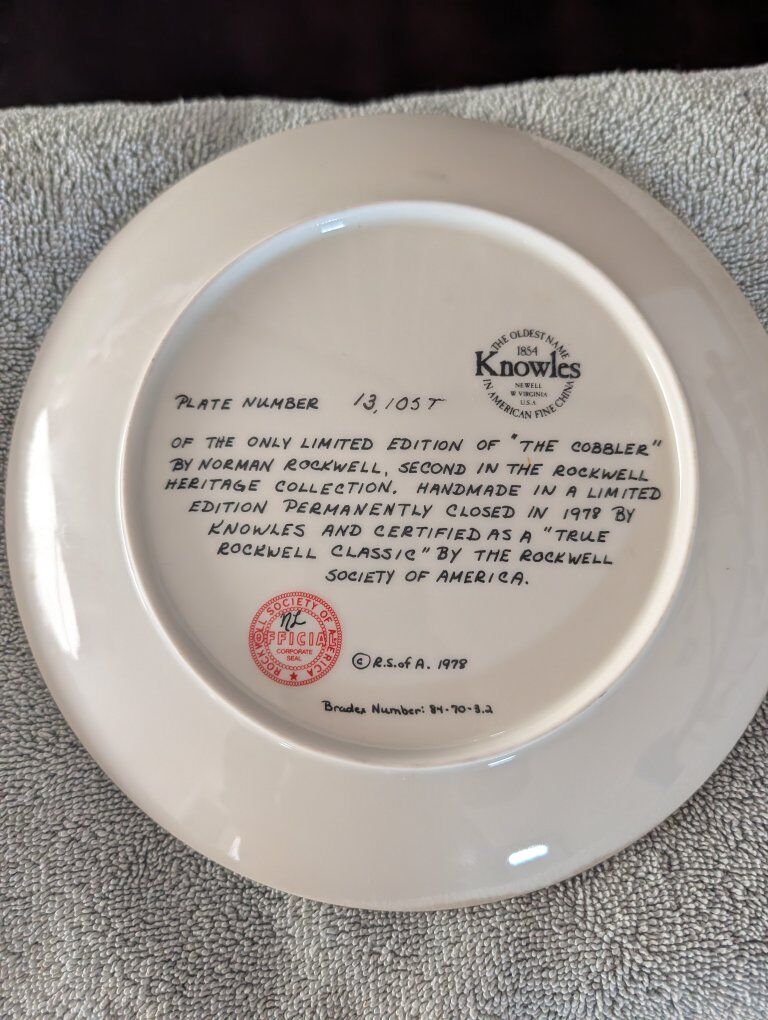 THE OLDEST NAME
1854
Knowles
NEWELL
W VIRGINIA
U.S.A
IN AMERICAN FINE CHINA
PLATE NUMBER 13,105T
OF THE ONLY LIMITED EDITION OF "THE COBBLER"
BY NORMAN ROCKWELL, SECOND IN THE ROCKWELL
HERITAGE COLLECTION. HANDMADE IN A LIMITED
EDITION PERMANENTLY CLOSED IN 1978 BY
KNOWLES AND CERTIFIED AS A "TRUE
ROCKWELL CLASSIC" BY THE ROCKWELL
SOCIETY OF AMERICA.
ROCKWELL SOCIETY OF AMERICA
NL
OFFICIAL
CORPORATE
SEAL
© R.S.of A. 1978
Bradex Number: 84-70-3.2